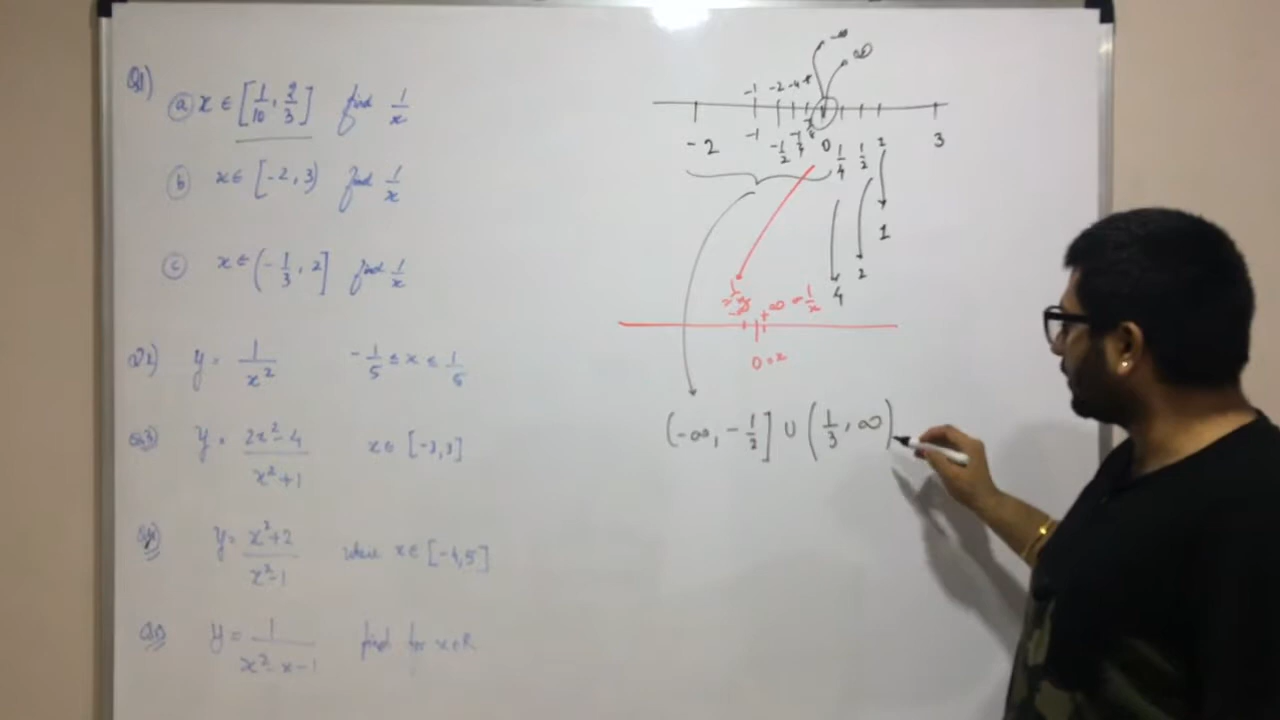 Q1)
ⓐ x ∈ [1/10, 2/3] find 1/x
ⓑ x ∈ [-2, 3) find 1/x
ⓒ x ∈ (-1/3, 2] find 1/x
Q2) y = 1/x² -1/5 ≤ x ≤ 1/5
Q3) y = 2x²-4/x²+1 x ∈ [-3,3]
y = x²+2/x²-1 where x ∈ [-4,5]
y = 1/x²-x-1 find for x ∈ R
-∞ ∞
-1 -2 -4
-2 -1 -1/2 0 1/4 1/2 3
1
2
4
-∞ +∞ = 1/x
0 = x
(-∞, -1/2] ∪ (1/3, ∞)